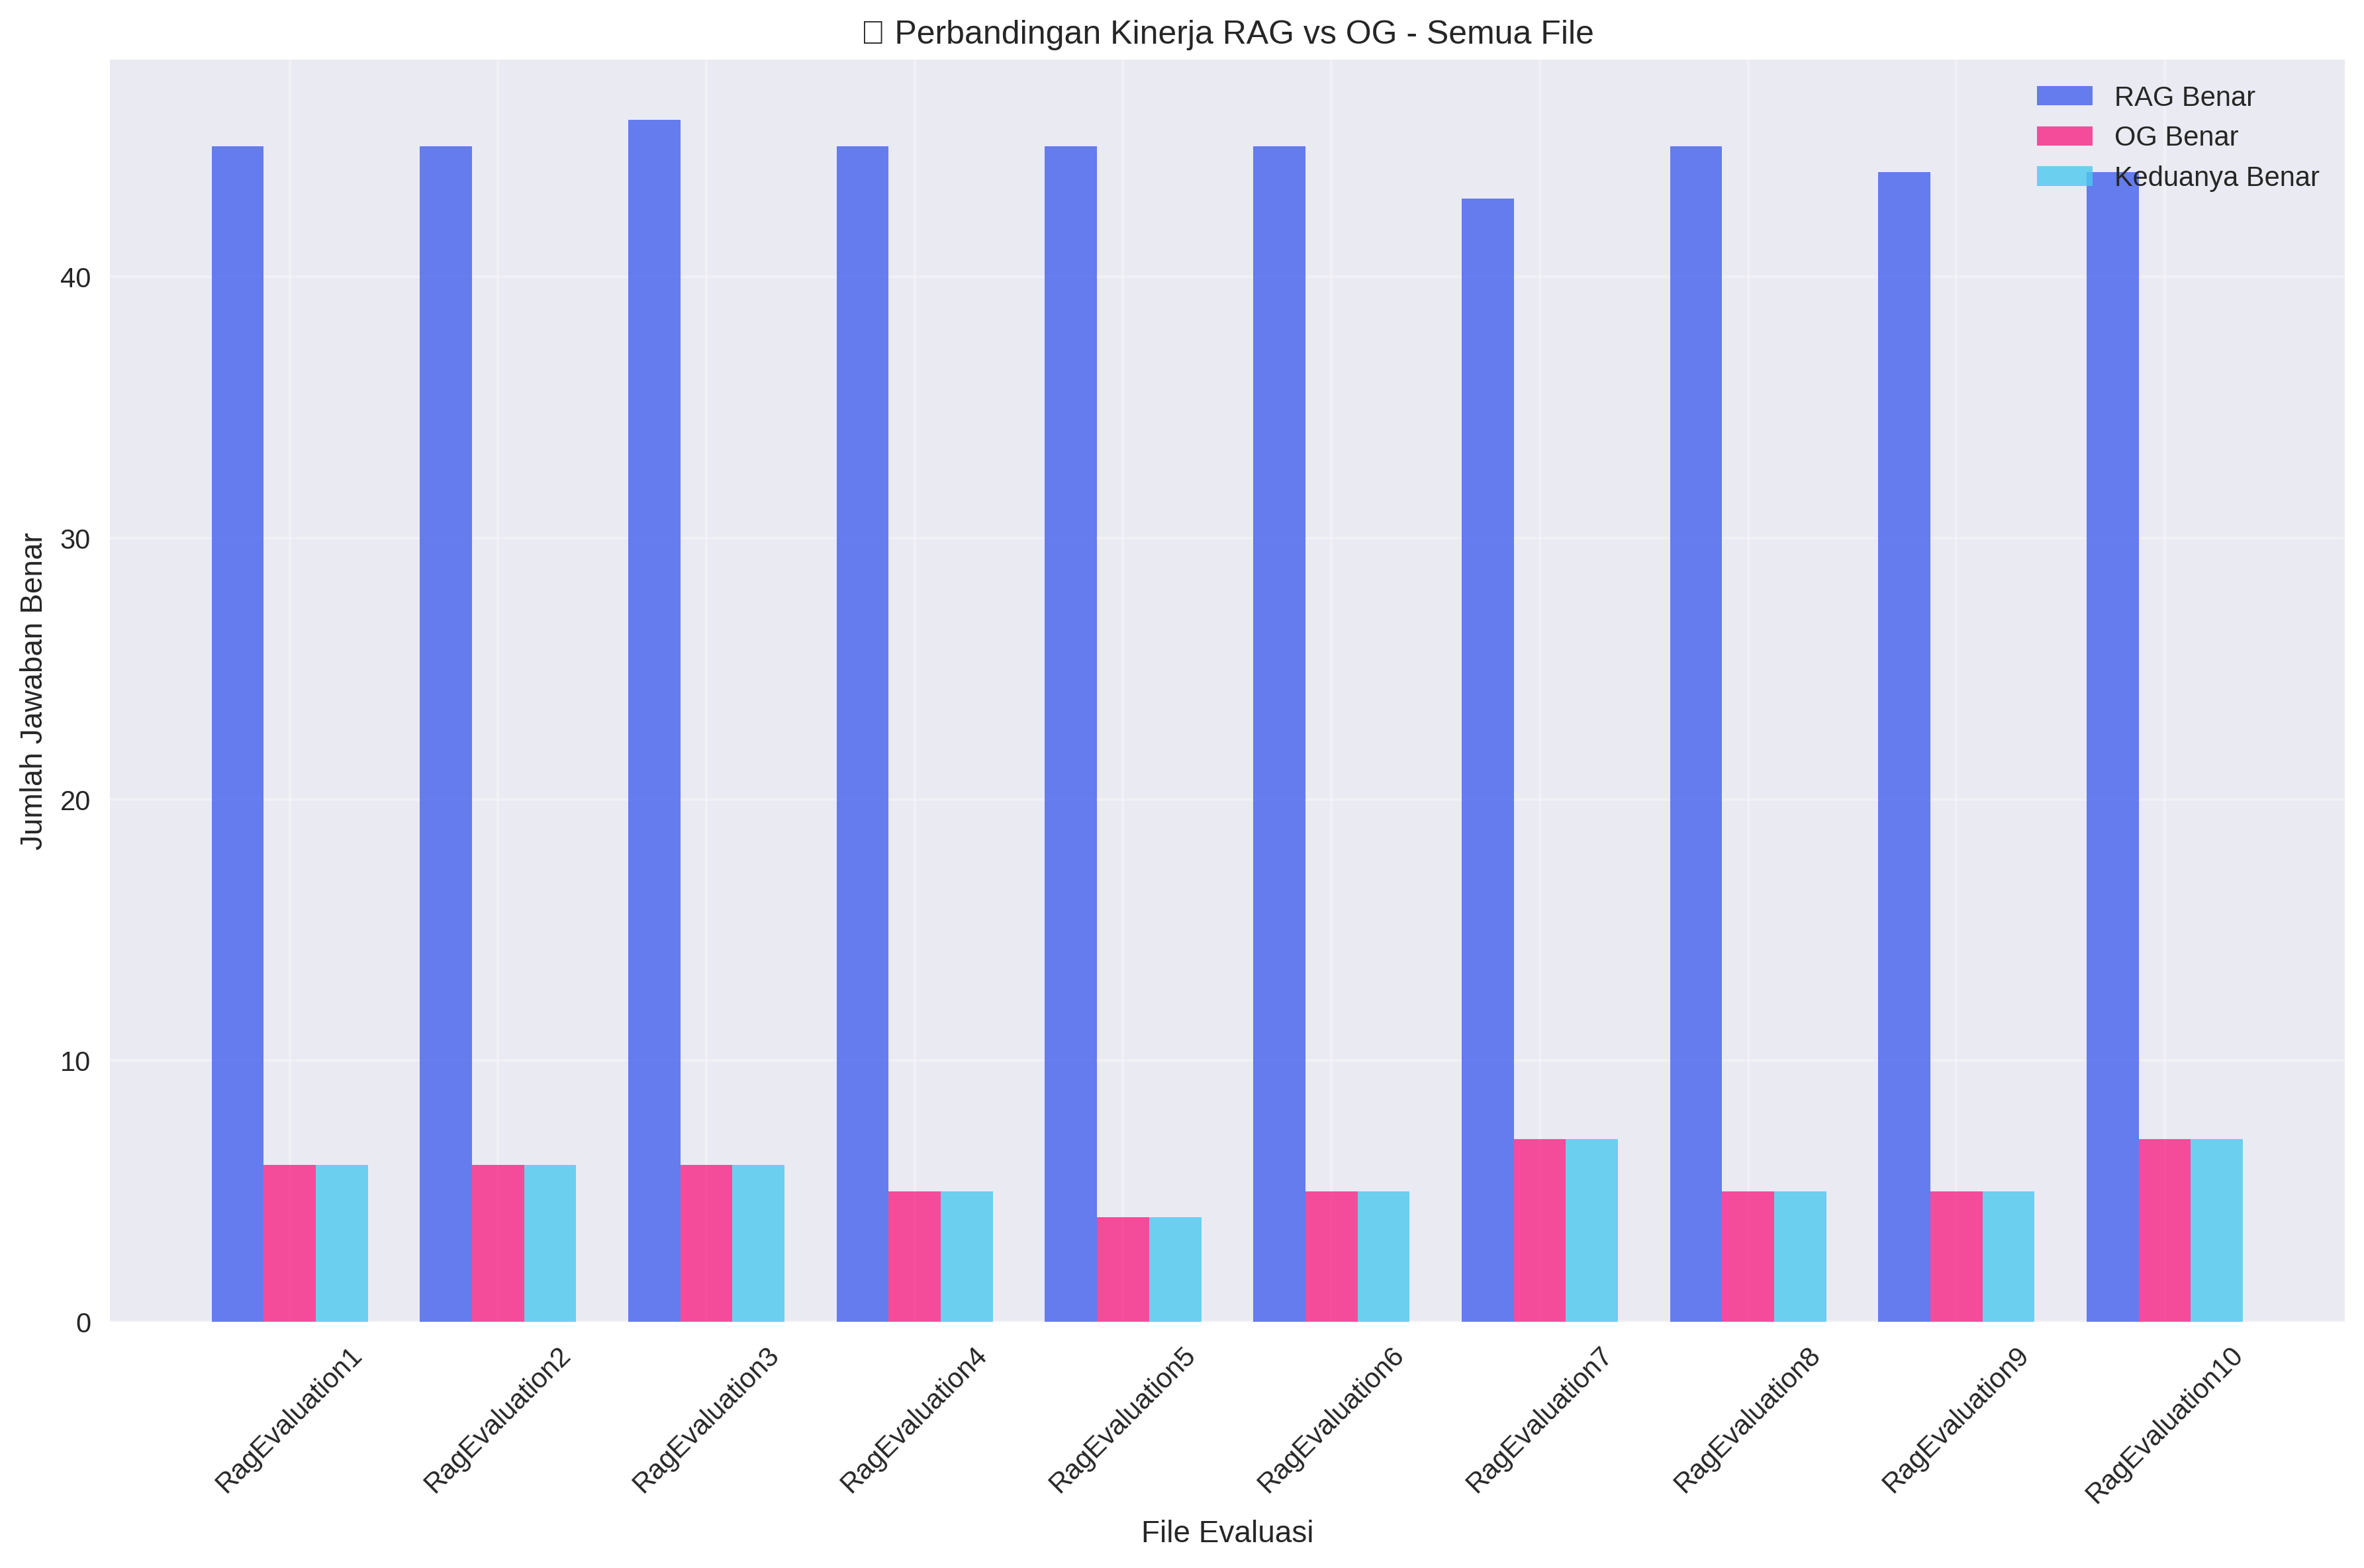 Perbandingan Kinerja RAG vs OG - Semua File
RAG Benar
OG Benar
Keduanya Benar
Jumlah Jawaban Benar
40
30
20
10
0
RagEvaluation1
RagEvaluation2
RagEvaluation3
RagEvaluation4
RagEvaluation5
RagEvaluation6
RagEvaluation7
RagEvaluation8
RagEvaluation9
RagEvaluation10
File Evaluasi